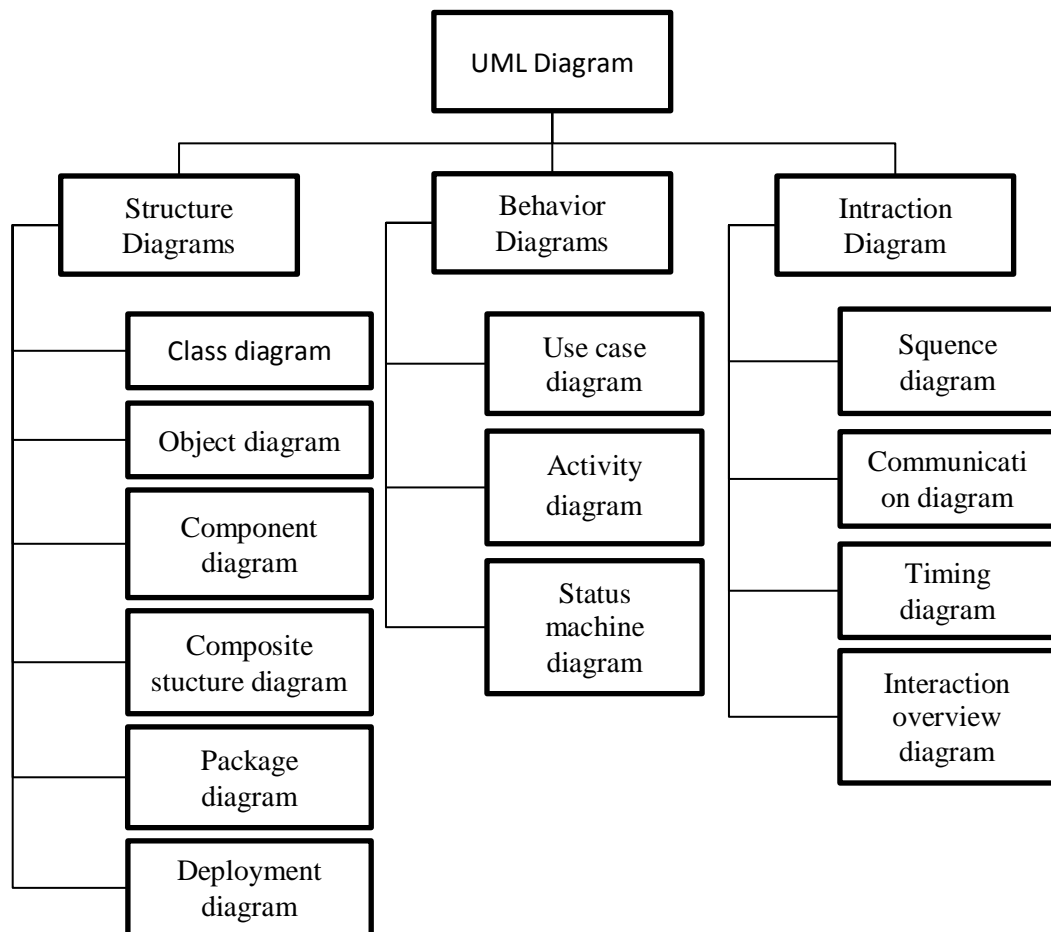 UML Diagram
Structure
Diagrams
Behavior
Diagrams
Intraction
Diagram
Class diagram
Object diagram
Component
diagram
Composite
stucture diagram
Package
diagram
Deployment
diagram
Use case
diagram
Activity
diagram
Status
machine
diagram
Squence
diagram
Communicati
on diagram
Timing
diagram
Interaction
overview
diagram